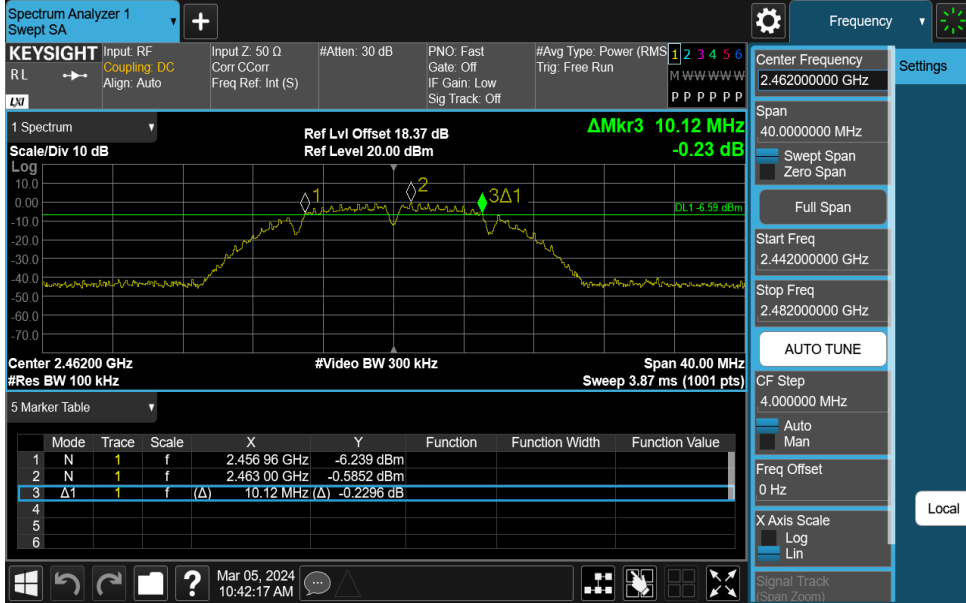 Spectrum Analyzer 1
Swept SA
Frequency
KEYSIGHT
RL
LXI
Input: RF
Coupling: DC
Align: Auto
Input Z: 50 Ω
Corr CCorr
Freq Ref: Int (S)
#Atten: 30 dB
PNO: Fast
Gate: Off
IF Gain: Low
Sig Track: Off
#Avg Type: Power (RMS
Trig: Free Run
1 2 3 4 5 6
M W W W W W
P P P P P P
1 Spectrum
Scale/Div 10 dB
Ref Lvl Offset 18.37 dB
Ref Level 20.00 dBm
ΔMkr3 10.12 MHz
-0.23 dB
Log
10.0
0.00
-10.0
-20.0
-30.0
-40.0
-50.0
-60.0
-70.0
1
2
3Δ1
DL1 -6.59 dBm
Center 2.46200 GHz
#Video BW 300 kHz
Span 40.00 MHz
#Res BW 100 kHz
Sweep 3.87 ms (1001 pts)
5 Marker Table
Mode Trace Scale X Y Function Function Width Function Value
1 N 1 f 2.456 96 GHz -6.239 dBm
2 N 1 f 2.463 00 GHz -0.5852 dBm
3 Δ1 1 f (Δ) 10.12 MHz (Δ) -0.2296 dB
4
5
6
Mar 05, 2024
10:42:17 AM
Center Frequency
2.462000000 GHz
Settings
Span
40.0000000 MHz
Swept Span
Zero Span
Full Span
Start Freq
2.442000000 GHz
Stop Freq
2.482000000 GHz
AUTO TUNE
CF Step
4.000000 MHz
Auto
Man
Freq Offset
0 Hz
Local
X Axis Scale
Log
Lin
Signal Track
(Span Zoom)